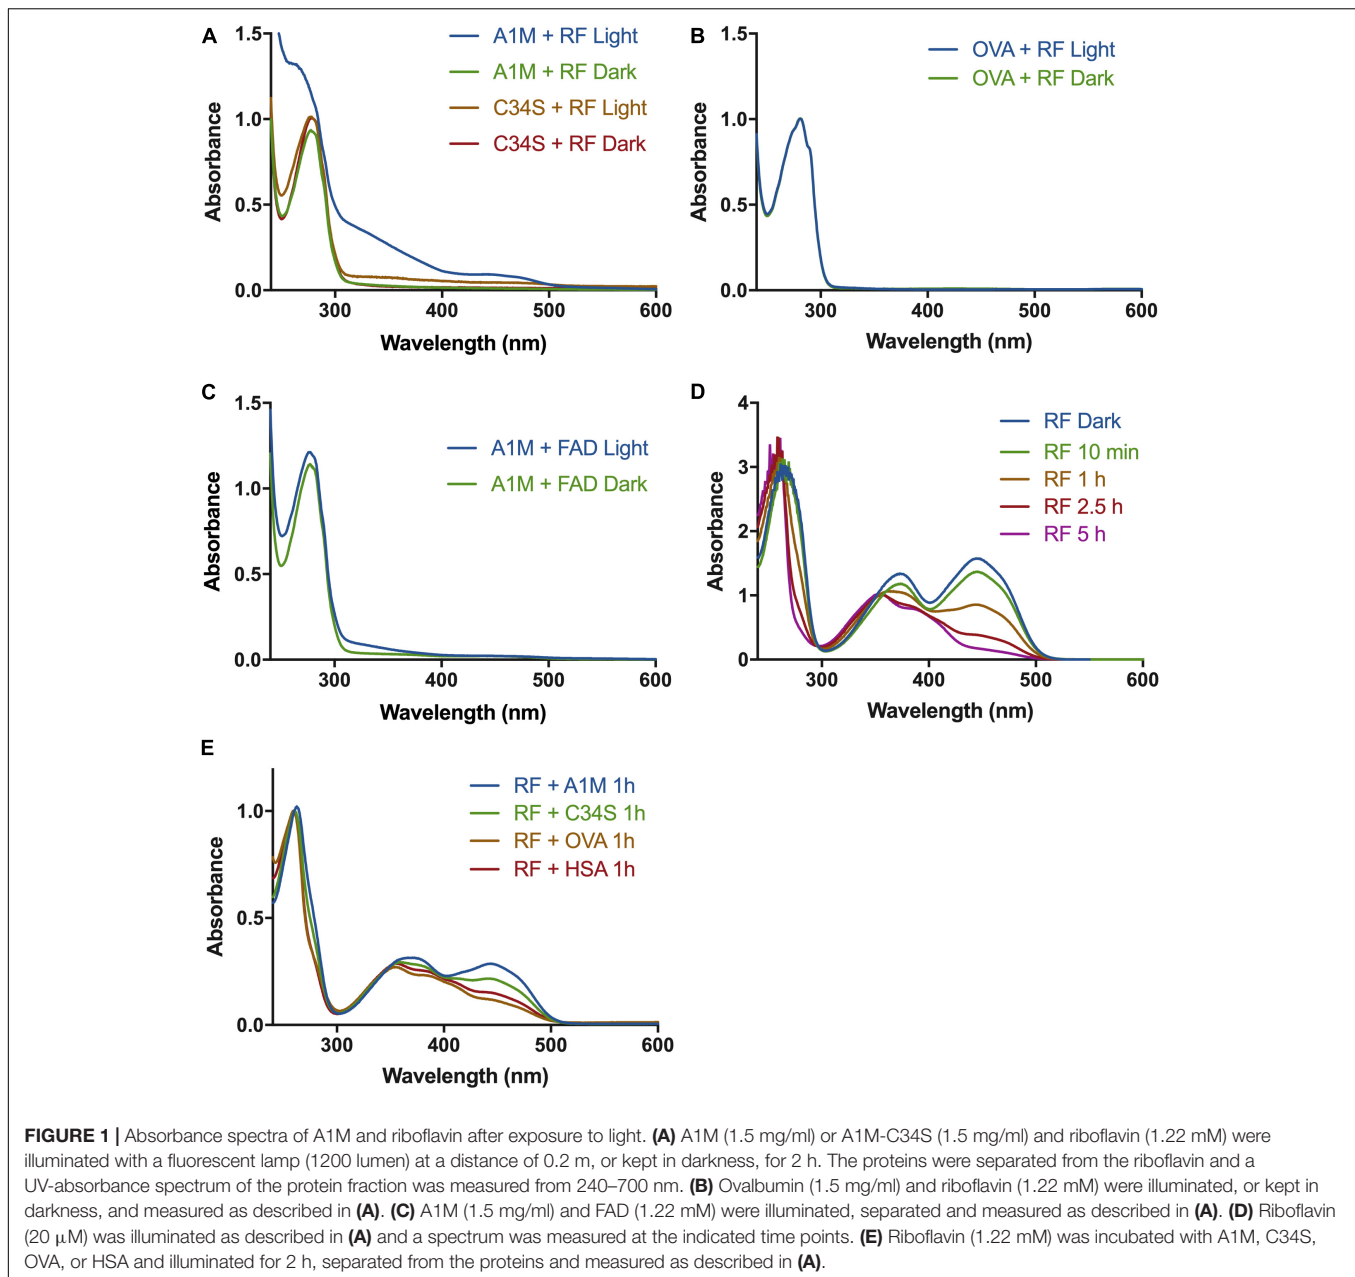 A
1.5
1.0
0.5
0.0
300
400
500
600
Absorbance
Wavelength (nm)
A1M + RF Light
A1M + RF Dark
C34S + RF Light
C34S + RF Dark
B
1.5
1.0
0.5
0.0
300
400
500
600
Absorbance
Wavelength (nm)
OVA + RF Light
OVA + RF Dark
C
1.5
1.0
0.5
0.0
300
400
500
600
Absorbance
Wavelength (nm)
A1M + FAD Light
A1M + FAD Dark
D
4
3
2
1
0
300
400
500
600
Absorbance
Wavelength (nm)
RF Dark
RF 10 min
RF 1 h
RF 2.5 h
RF 5 h
E
1.0
0.5
0.0
300
400
500
600
Absorbance
Wavelength (nm)
RF + A1M 1h
RF + C34S 1h
RF + OVA 1h
RF + HSA 1h
FIGURE 1 | Absorbance spectra of A1M and riboflavin after exposure to light. (A) A1M (1.5 mg/ml) or A1M-C34S (1.5 mg/ml) and riboflavin (1.22 mM) were
illuminated with a fluorescent lamp (1200 lumen) at a distance of 0.2 m, or kept in darkness, for 2 h. The proteins were separated from the riboflavin and a
UV-absorbance spectrum of the protein fraction was measured from 240–700 nm. (B) Ovalbumin (1.5 mg/ml) and riboflavin (1.22 mM) were illuminated, or kept in
darkness, and measured as described in (A). (C) A1M (1.5 mg/ml) and FAD (1.22 mM) were illuminated, separated and measured as described in (A). (D) Riboflavin
(20 μM) was illuminated as described in (A) and a spectrum was measured at the indicated time points. (E) Riboflavin (1.22 mM) was incubated with A1M, C34S,
OVA, or HSA and illuminated for 2 h, separated from the proteins and measured as described in (A).